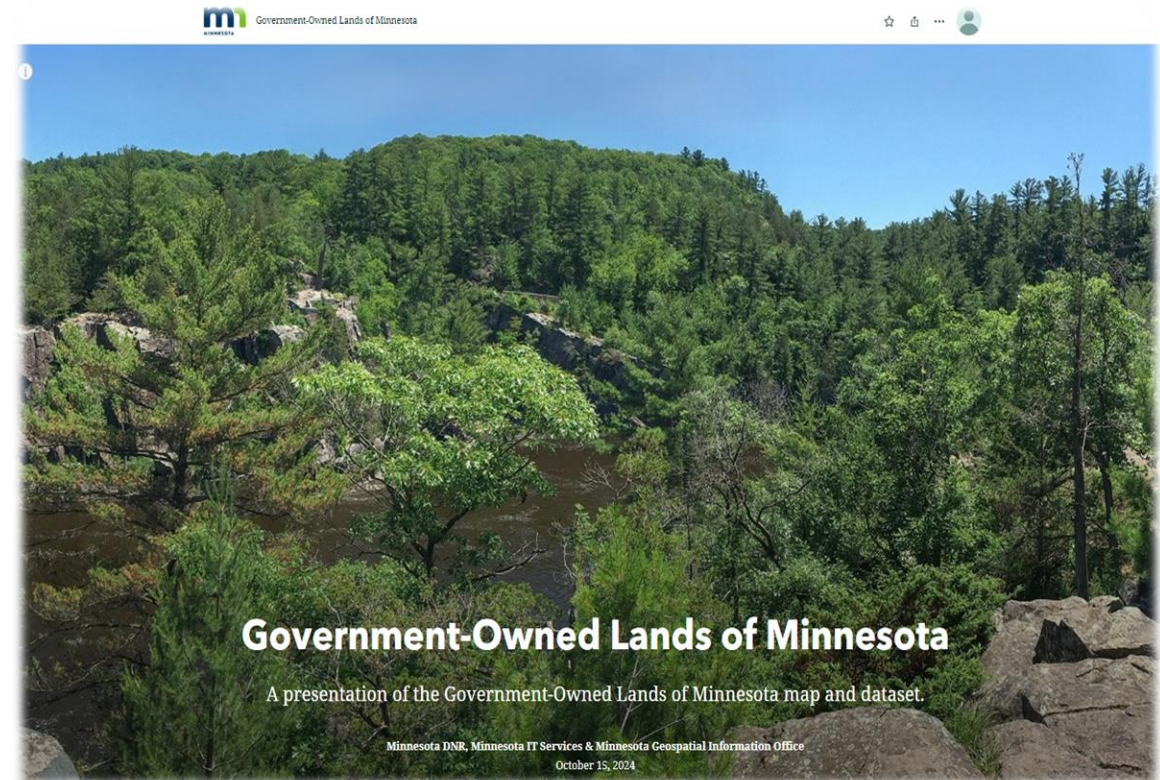 MINNESOTA
Government-Owned Lands of Minnesota
Government-Owned Lands of Minnesota
A presentation of the Government-Owned Lands of Minnesota map and dataset.
Minnesota DNR, Minnesota IT Services & Minnesota Geospatial Information Office
October 15, 2024